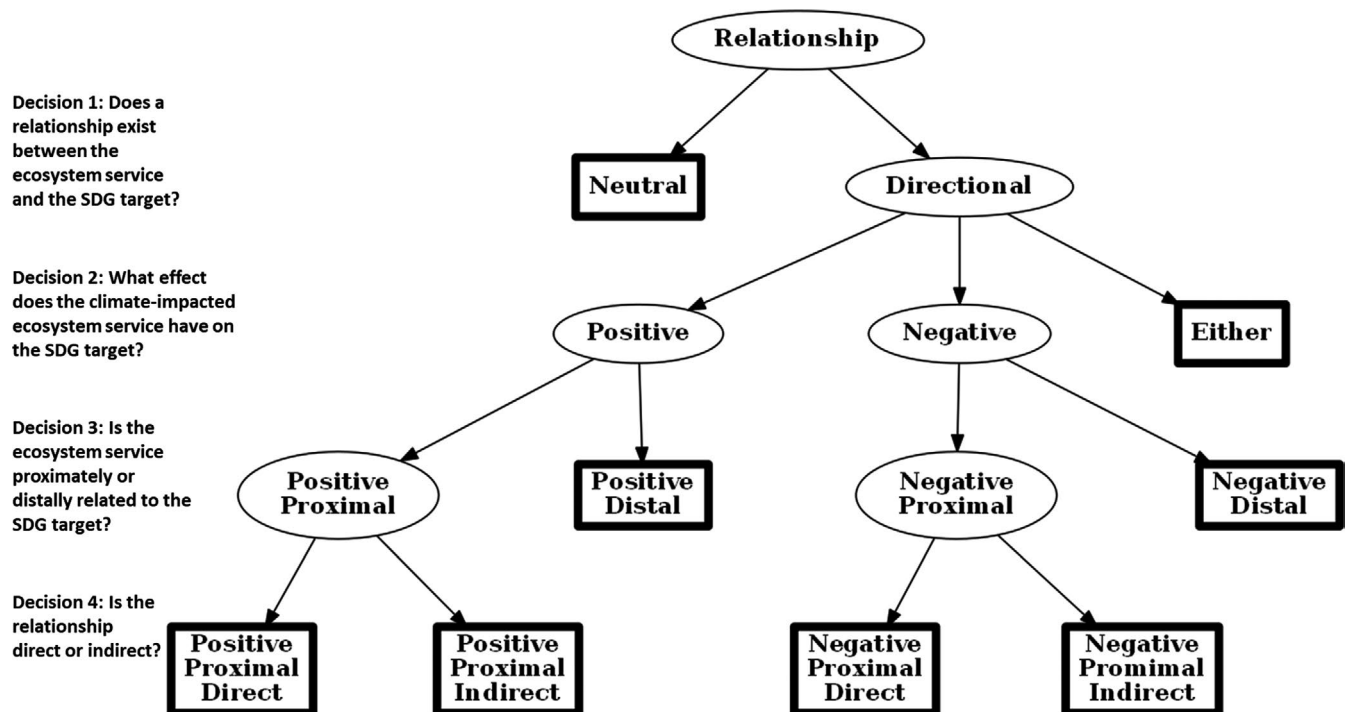 Relationship
Decision 1: Does a
relationship exist
between the
ecosystem service
and the SDG target?
Neutral
Directional
Decision 2: What effect
does the climate-impacted
ecosystem service have on
the SDG target?
Positive
Negative
Either
Decision 3: Is the
ecosystem service
proximately or
distally related to the
SDG target?
Positive
Proximal
Positive
Distal
Negative
Proximal
Negative
Distal
Decision 4: Is the
relationship
direct or indirect?
Positive
Proximal
Direct
Positive
Proximal
Indirect
Negative
Proximal
Direct
Negative
Promimal
Indirect